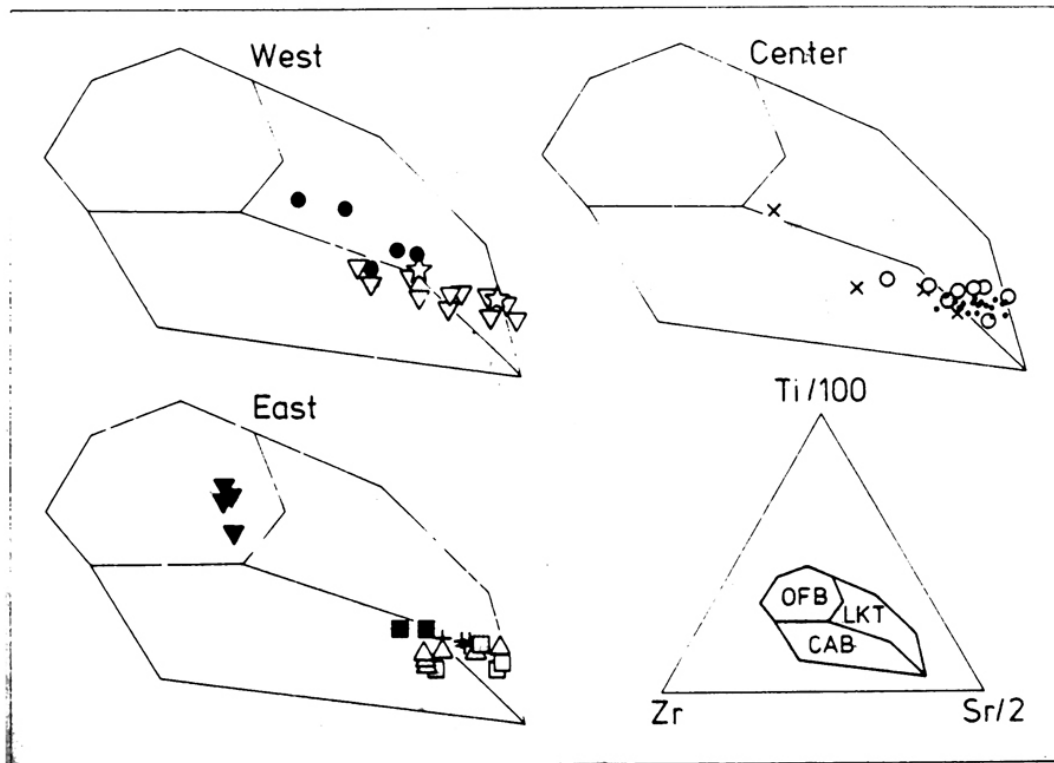 West
Center
East
Ti/100
OFB
LKT
CAB
Zr
Sr/2